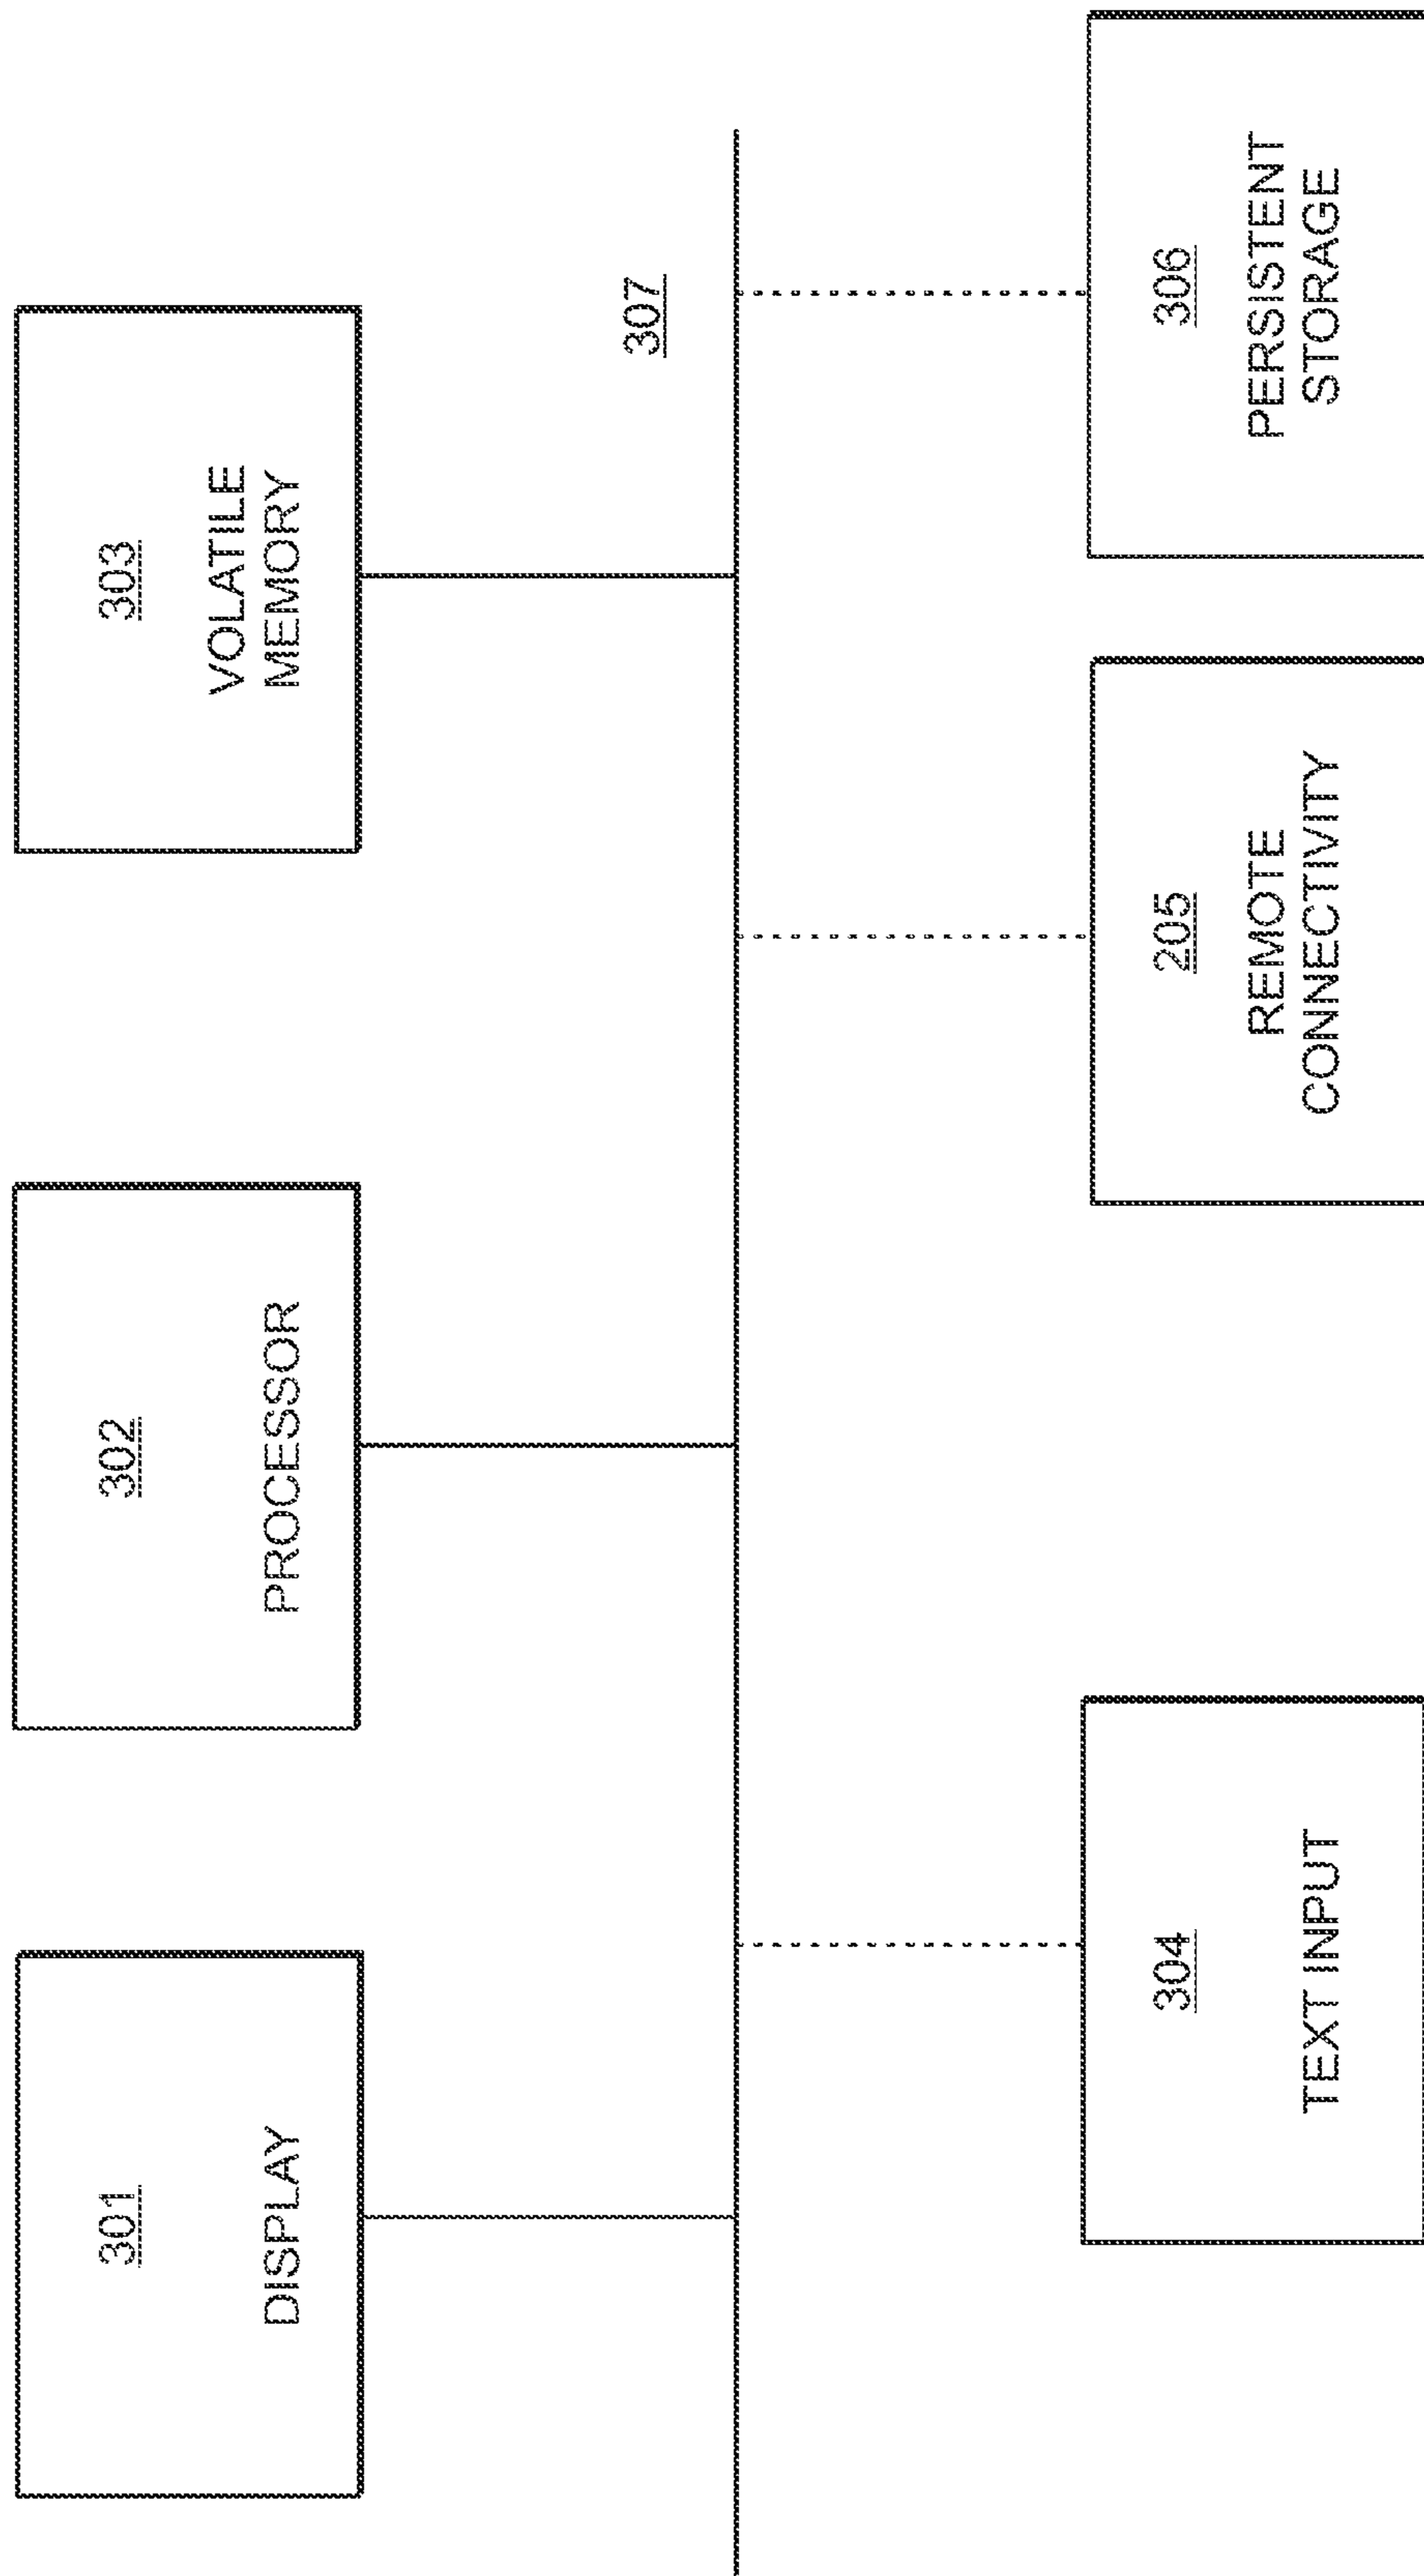 301
DISPLAY
302
PROCESSOR
303
VOLATILE
MEMORY
307
304
TEXT INPUT
205
REMOTE
CONNECTIVITY
306
PERSISTENT
STORAGE